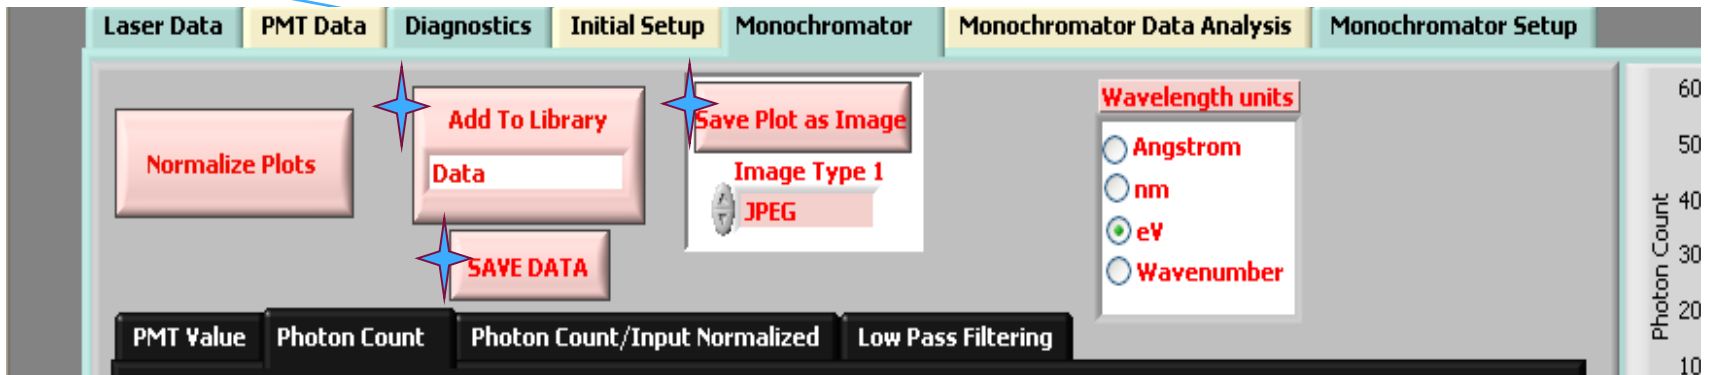 Laser Data PMT Data Diagnostics Initial Setup Monochromator Monochromator Data Analysis Monochromator Setup
Normalize Plots
Add To Library
Data
SAVE DATA
Save Plot as Image
Image Type 1
JPEG
Wavelength units
Angstrom
nm
eV
Wavenumber
PMT Value Photon Count Photon Count/Input Normalized Low Pass Filtering
Photon Count
60
50
40
30
20
10